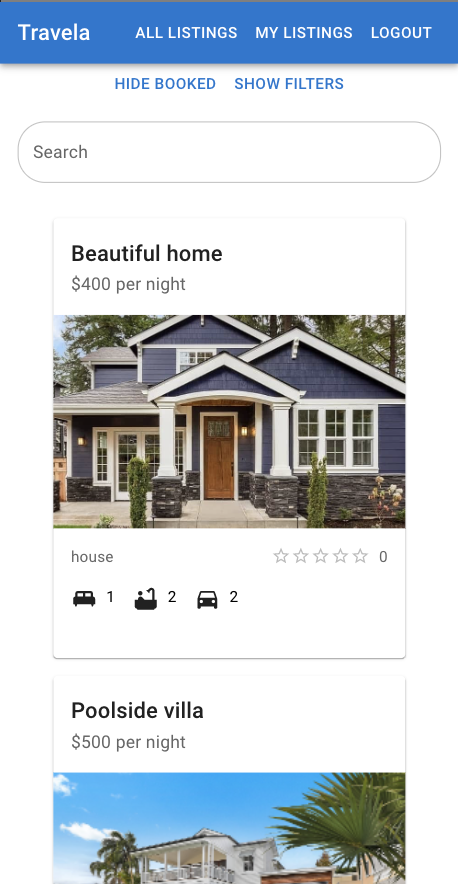 Travela ALL LISTINGS MY LISTINGS LOGOUT
HIDE BOOKED SHOW FILTERS
Search
Beautiful home
$400 per night
house 0
1 2 2
Poolside villa
$500 per night